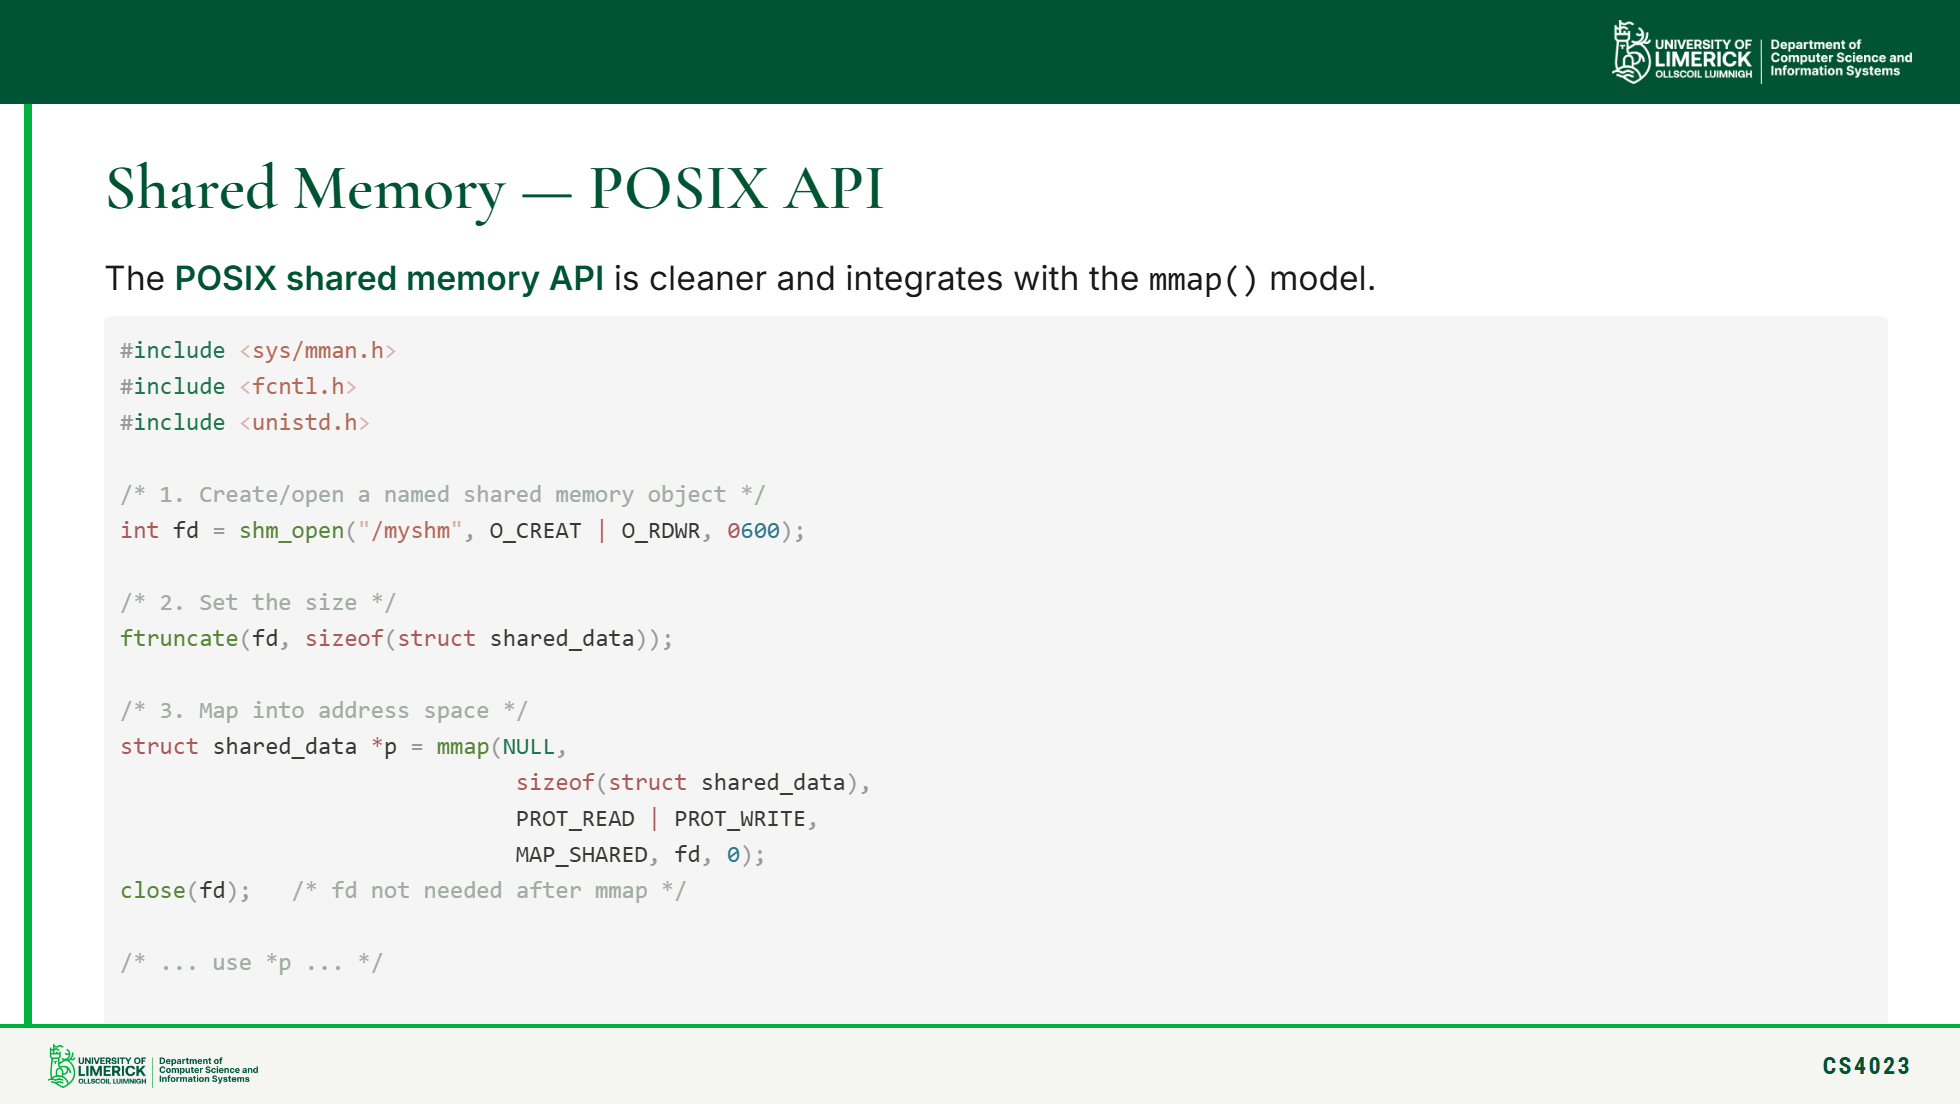 UNIVERSITY OF
LIMERICK
OLLSCOIL LUIMNIGH
Department of
Computer Science and
Information Systems
Shared Memory — POSIX API
The POSIX shared memory API is cleaner and integrates with the mmap() model.
#include <sys/mman.h>
#include <fcntl.h>
#include <unistd.h>
/* 1. Create/open a named shared memory object */
int fd = shm_open("/myshm", O_CREAT | O_RDWR, 0600);
/* 2. Set the size */
ftruncate(fd, sizeof(struct shared_data));
/* 3. Map into address space */
struct shared_data *p = mmap(NULL,
                              sizeof(struct shared_data),
                              PROT_READ | PROT_WRITE,
                              MAP_SHARED, fd, 0);
close(fd);   /* fd not needed after mmap */
/* ... use *p ... */
UNIVERSITY OF
LIMERICK
OLLSCOIL LUIMNIGH
Department of
Computer Science and
Information Systems
CS4023